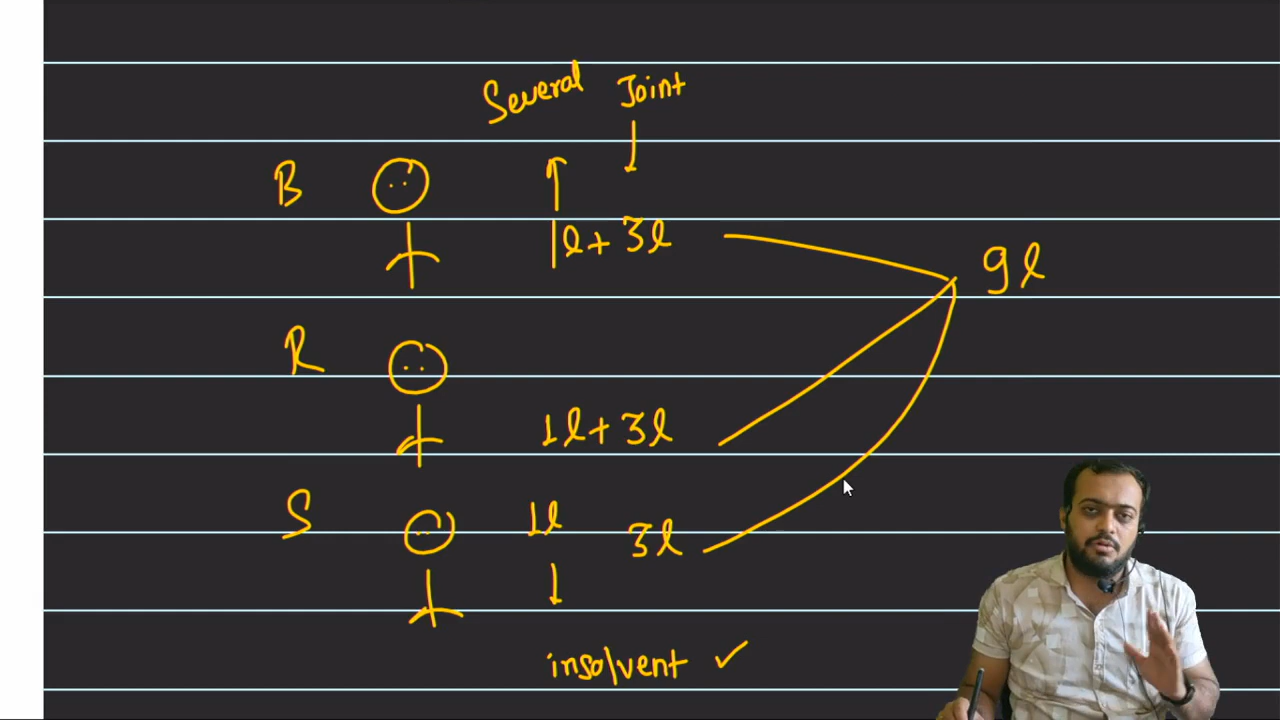 Several Joint
B
1l + 3l
9l
R
1l + 3l
S 1l 3l
insolvent ✓